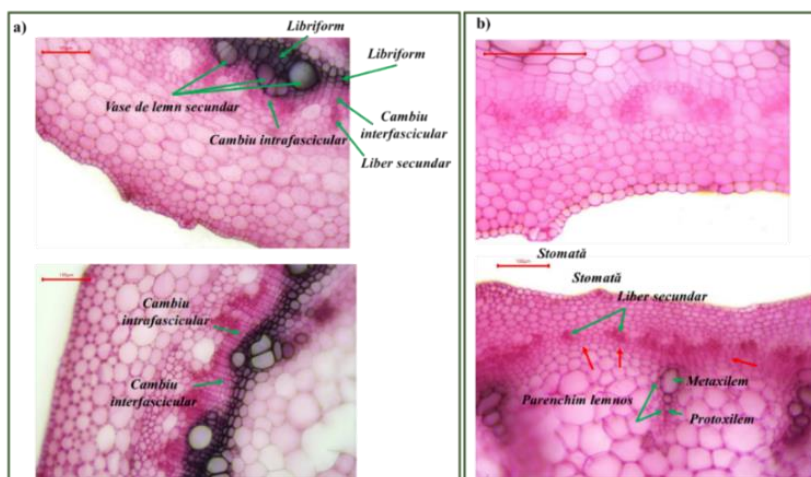 a)
Libriform
Libriform
Vase de lemn secundar
Cambiu
interfascicular
Cambiu intrafascicular
Liber secundar
Cambiu
intrafascicular
Cambiu
interfascicular
b)
Stomată
Stomată
Liber secundar
Metaxilem
Parenchim lemnos
Protoxilem